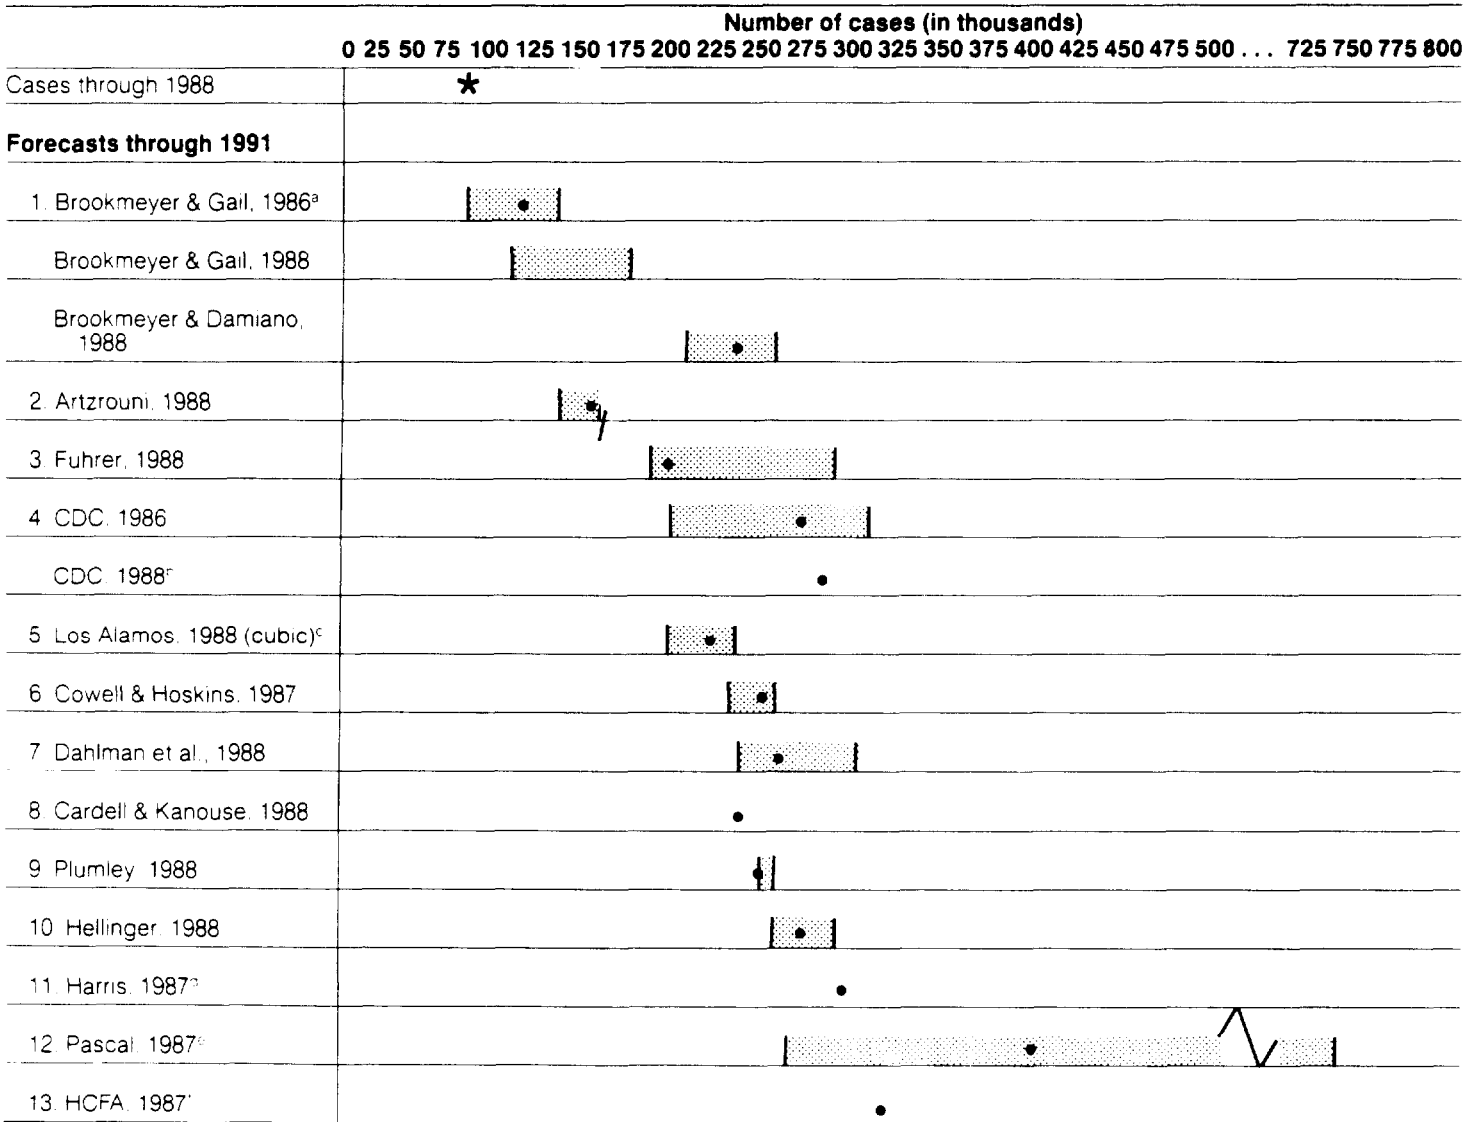 Number of cases (in thousands)
0 25 50 75 100 125 150 175 200 225 250 275 300 325 350 375 400 425 450 475 500 ... 725 750 775 800
Cases through 1988
Forecasts through 1991
1. Brookmeyer & Gail, 1986ᵃ
Brookmeyer & Gail, 1988
Brookmeyer & Damiano,
1988
2. Artzrouni, 1988
3. Fuhrer, 1988
4 CDC, 1986
CDC, 1988
5 Los Alamos, 1988 (cubic)ᶜ
6 Cowell & Hoskins, 1987
7 Dahlman et al., 1988
8. Cardell & Kanouse, 1988
9 Plumley 1988
10 Hellinger, 1988
11. Harris, 1987
12. Pascal, 1987
13. HCFA, 1987